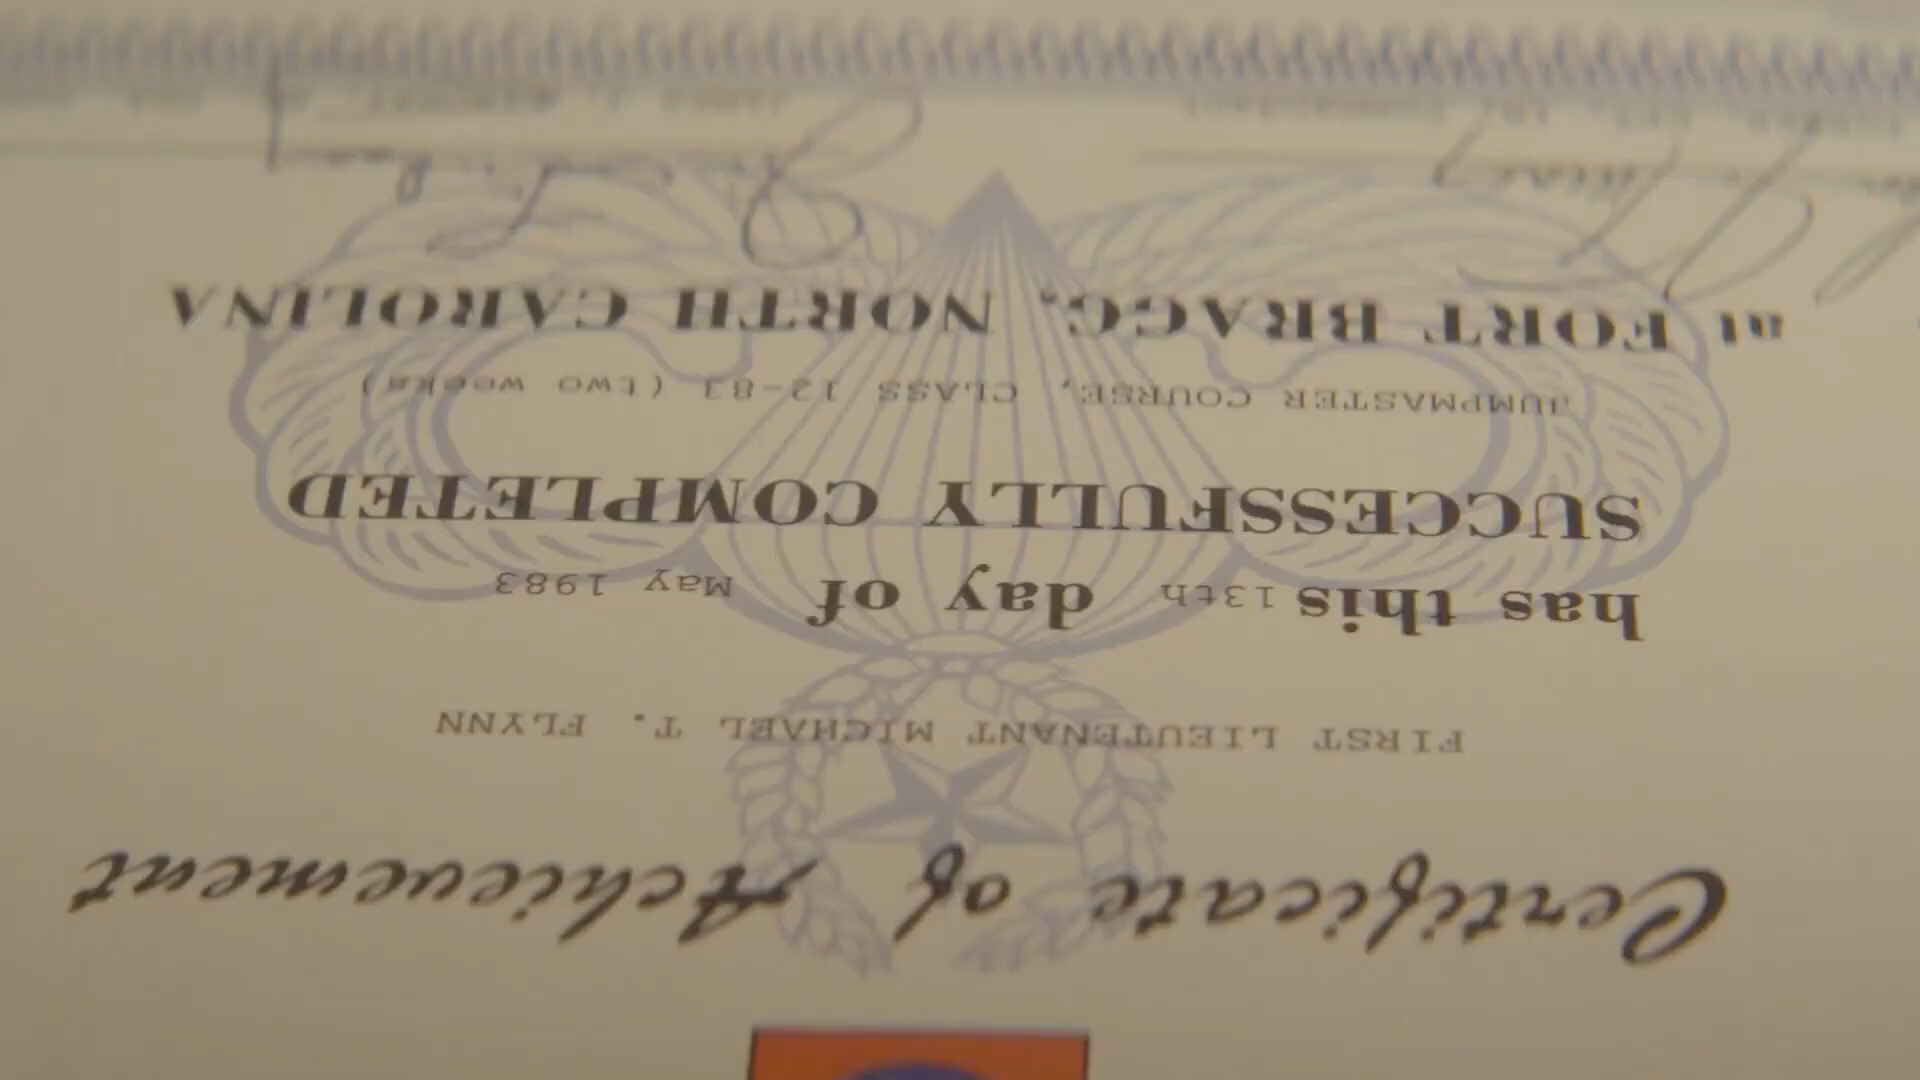 Certificate of Achievement
FIRST LIEUTENANT MICHAEL T. FLYNN
has this 13th day of May 1983
SUCCESSFULLY COMPLETED
JUMPMASTER COURSE, CLASS 12-83 (two weeks)
at FORT BRAGG, NORTH CAROLINA